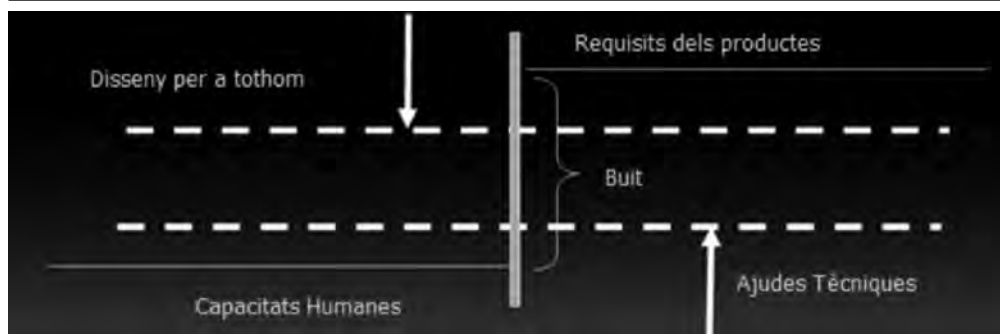 Requisits dels productes
Disseny per a tothom
Buit
Ajudes Tècniques
Capacitats Humanes